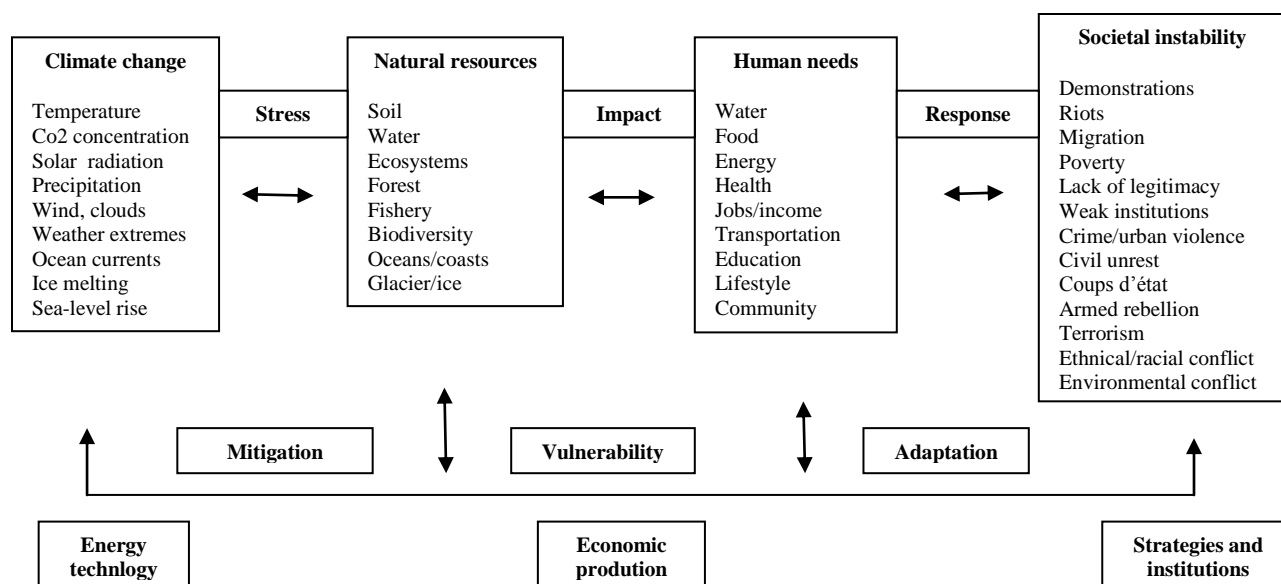 Climate change
Temperature
Co2 concentration
Solar radiation
Precipitation
Wind, clouds
Weather extremes
Ocean currents
Ice melting
Sea-level rise
Stress
Natural resources
Soil
Water
Ecosystems
Forest
Fishery
Biodiversity
Oceans/coasts
Glacier/ice
Impact
Human needs
Water
Food
Energy
Health
Jobs/income
Transportation
Education
Lifestyle
Community
Response
Societal instability
Demonstrations
Riots
Migration
Poverty
Lack of legitimacy
Weak institutions
Crime/urban violence
Civil unrest
Coups d’état
Armed rebellion
Terrorism
Ethnical/racial conflict
Environmental conflict
Mitigation
Vulnerability
Adaptation
Energy
technlogy
Economic
prodution
Strategies and
institutions